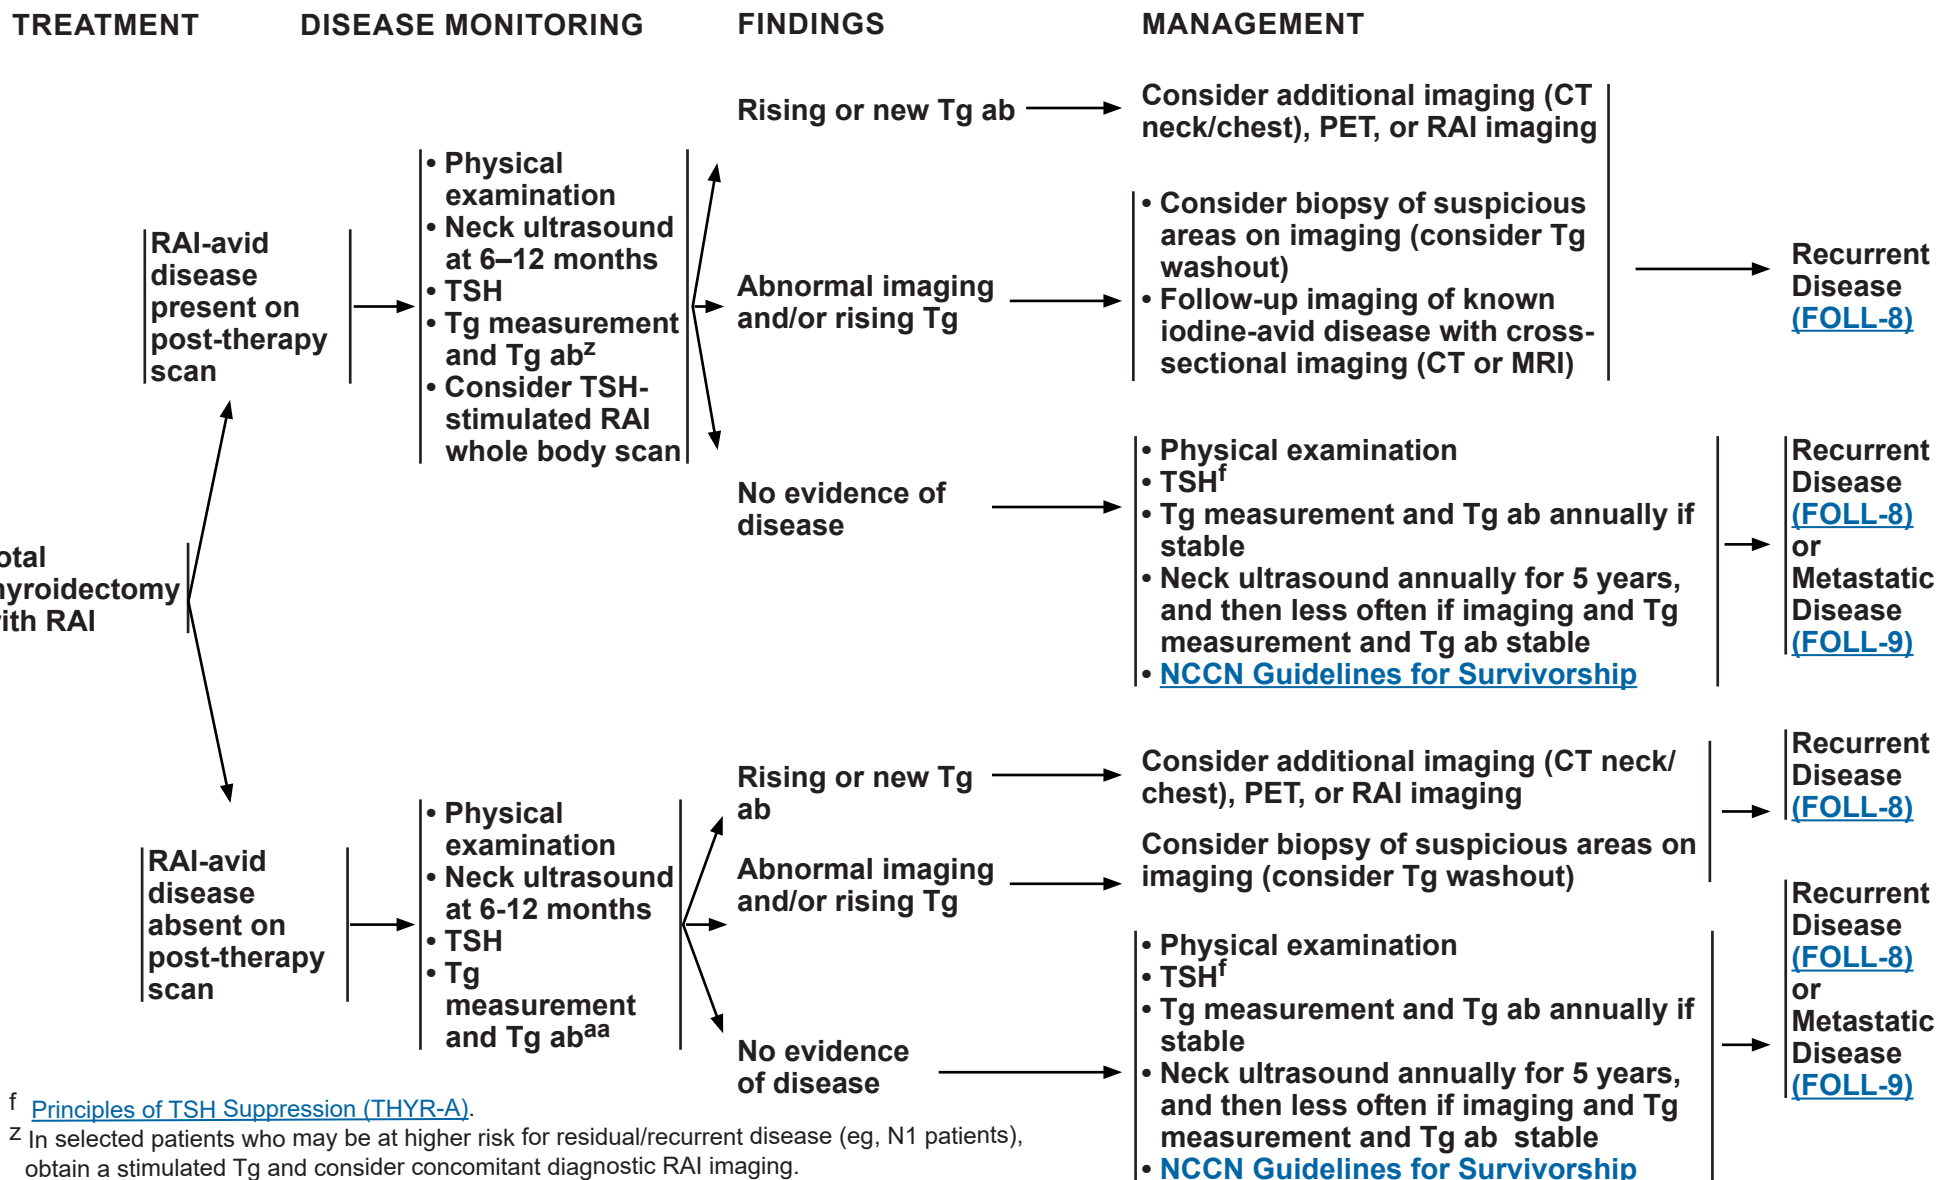 TREATMENT
DISEASE MONITORING
FINDINGS
MANAGEMENT
with RAI
RAI-avid
disease
present on
post-therapy
scan
• Physical
examination
• Neck ultrasound
at 6–12 months
• TSH
• Tg measurement
and Tg abz
• Consider TSH-
stimulated RAI
whole body scan
Rising or new Tg ab
Consider additional imaging (CT
neck/chest), PET, or RAI imaging
Abnormal imaging
and/or rising Tg
• Consider biopsy of suspicious
areas on imaging (consider Tg
washout)
• Follow-up imaging of known
iodine-avid disease with cross-
sectional imaging (CT or MRI)
Recurrent
Disease
(FOLL-8)
No evidence of
disease
• Physical examination
• TSHf
• Tg measurement and Tg ab annually if
stable
• Neck ultrasound annually for 5 years,
and then less often if imaging and Tg
measurement and Tg ab stable
• NCCN Guidelines for Survivorship
Recurrent
Disease
(FOLL-8)
or
Metastatic
Disease
(FOLL-9)
RAI-avid
disease
absent on
post-therapy
scan
• Physical
examination
• Neck ultrasound
at 6-12 months
• TSH
• Tg
measurement
and Tg abaa
Rising or new Tg
ab
Consider additional imaging (CT neck/
chest), PET, or RAI imaging
Abnormal imaging
and/or rising Tg
Consider biopsy of suspicious areas on
imaging (consider Tg washout)
Recurrent
Disease
(FOLL-8)
No evidence
of disease
• Physical examination
• TSHf
• Tg measurement and Tg ab annually if
stable
• Neck ultrasound annually for 5 years,
and then less often if imaging and Tg
measurement and Tg ab stable
• NCCN Guidelines for Survivorship
Recurrent
Disease
(FOLL-8)
or
Metastatic
Disease
(FOLL-9)
f Principles of TSH Suppression (THYR-A).
z In selected patients who may be at higher risk for residual/recurrent disease (eg, N1 patients),
obtain a stimulated Tg and consider concomitant diagnostic RAI imaging.